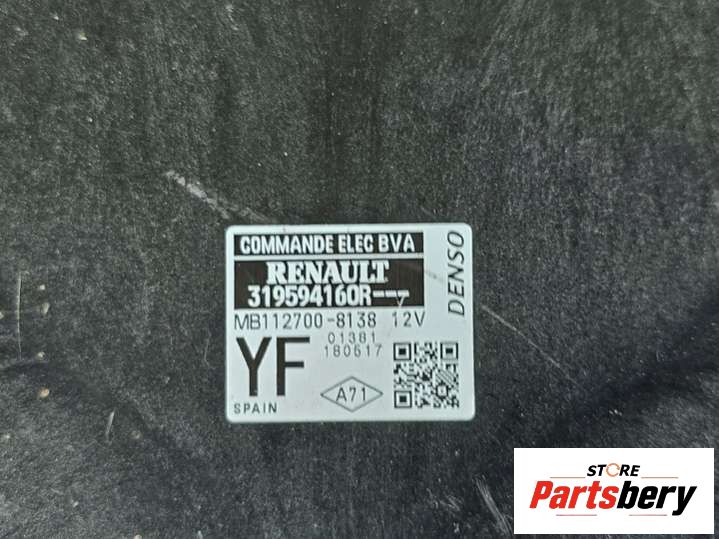 COMMANDE ELEC BVA
RENAULT
319594160R---
MB112700-8138 12V
DENSO
YF
01381
180517
A71
SPAIN
STORE
Partsbery